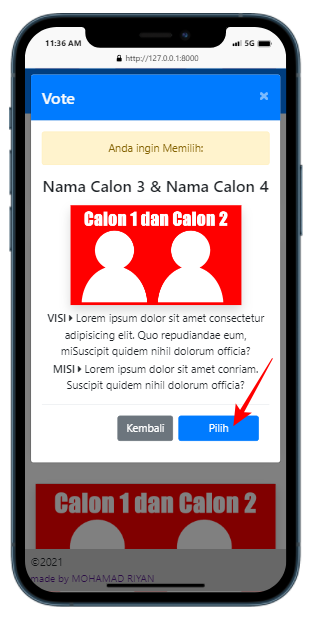 11:36 AM
5G
http://127.0.0.1:8000
Vote
×
Anda ingin Memilih:
Nama Calon 3 & Nama Calon 4
Calon 1 dan Calon 2
VISI Lorem ipsum dolor sit amet consectetur
adipisicing elit. Quo repudiandae eum,
miSuscipit quidem nihil dolorum officia?
MISI Lorem ipsum dolor sit amet conriam.
Suscipit quidem nihil dolorum officia?
Kembali
Pilih
Calon 1 dan Calon 2
©2021
made by MOHAMAD RIYAN